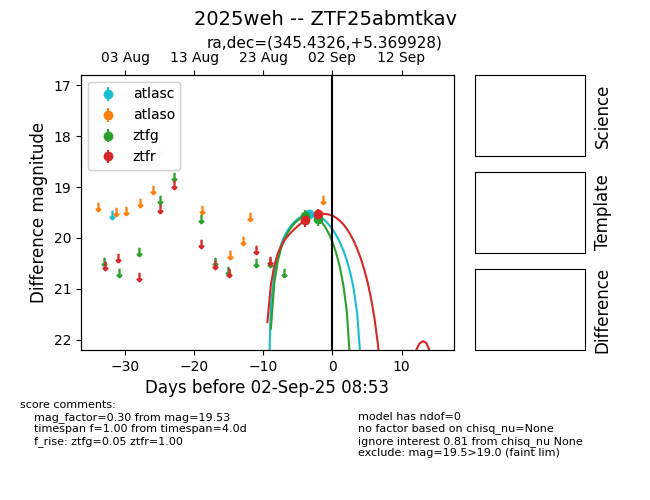 2025weh -- ZTF25abmtkav
ra,dec=(345.4326,+5.369928)
03 Aug
13 Aug
23 Aug
02 Sep
12 Sep
atlasc
atlaso
ztfg
ztfr
17
18
19
20
21
22
Difference magnitude
−30
−20
−10
0
10
Days before 02-Sep-25 08:53
Science
Template
Difference
score comments:
mag_factor=0.30 from mag=19.53
timespan f=1.00 from timespan=4.0d
f_rise: ztfg=0.05 ztfr=1.00
model has ndof=0
no factor based on chisq_nu=None
ignore interest 0.81 from chisq_nu None
exclude: mag=19.5>19.0 (faint lim)